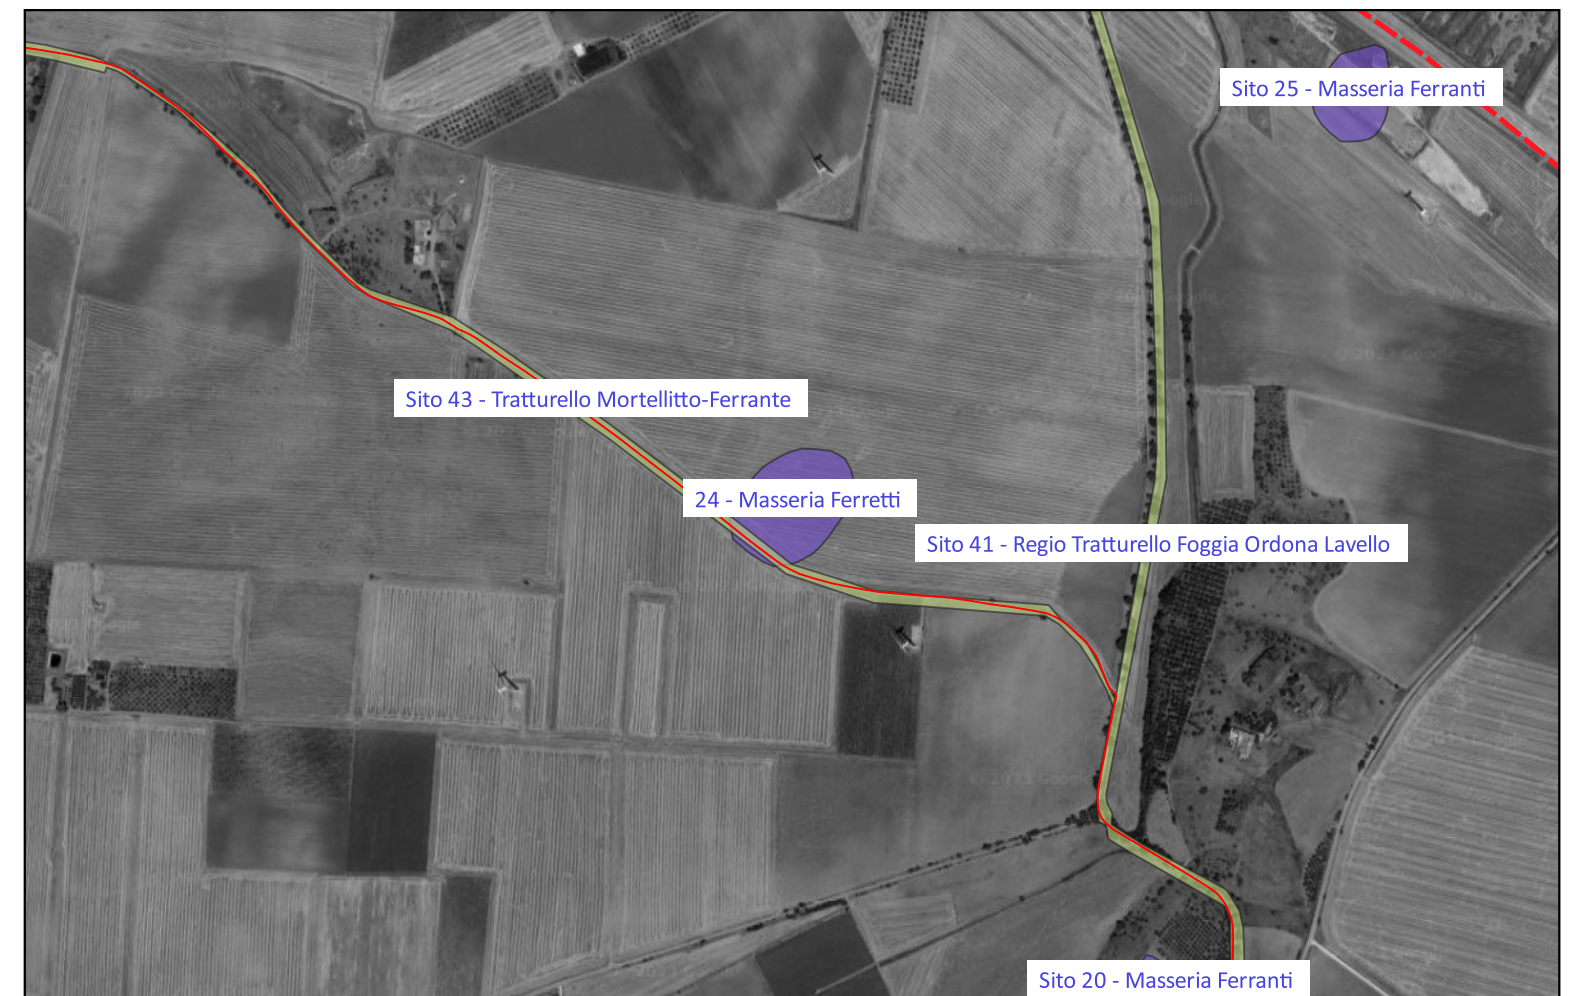 Sito 25 - Masseria Ferranti
Sito 43 - Tratturello Mortellitto-Ferrante
24 - Masseria Ferretti
Sito 41 - Regio Tratturello Foggia Ordona Lavello
Sito 20 - Masseria Ferranti